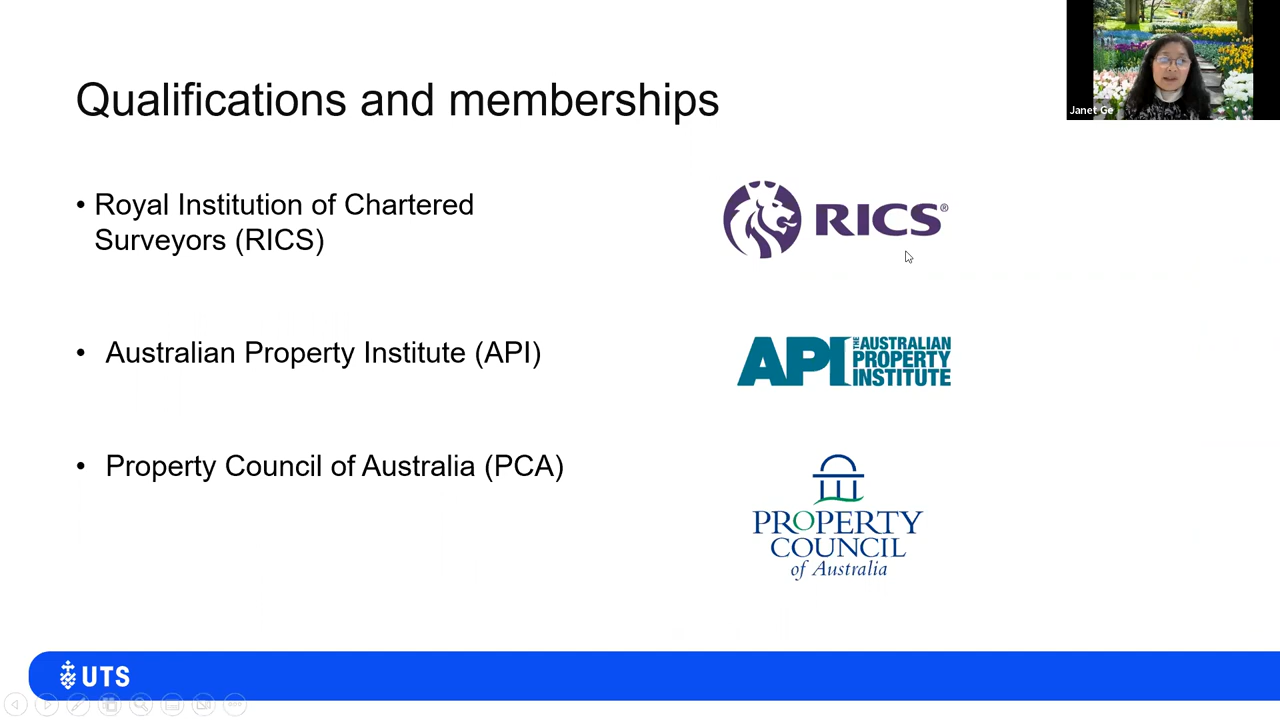 Qualifications and memberships
Janet Ge
• Royal Institution of Chartered
Surveyors (RICS)
RICS®
• Australian Property Institute (API)
API THE AUSTRALIAN
PROPERTY
INSTITUTE
• Property Council of Australia (PCA)
PROPERTY
COUNCIL
of Australia
UTS